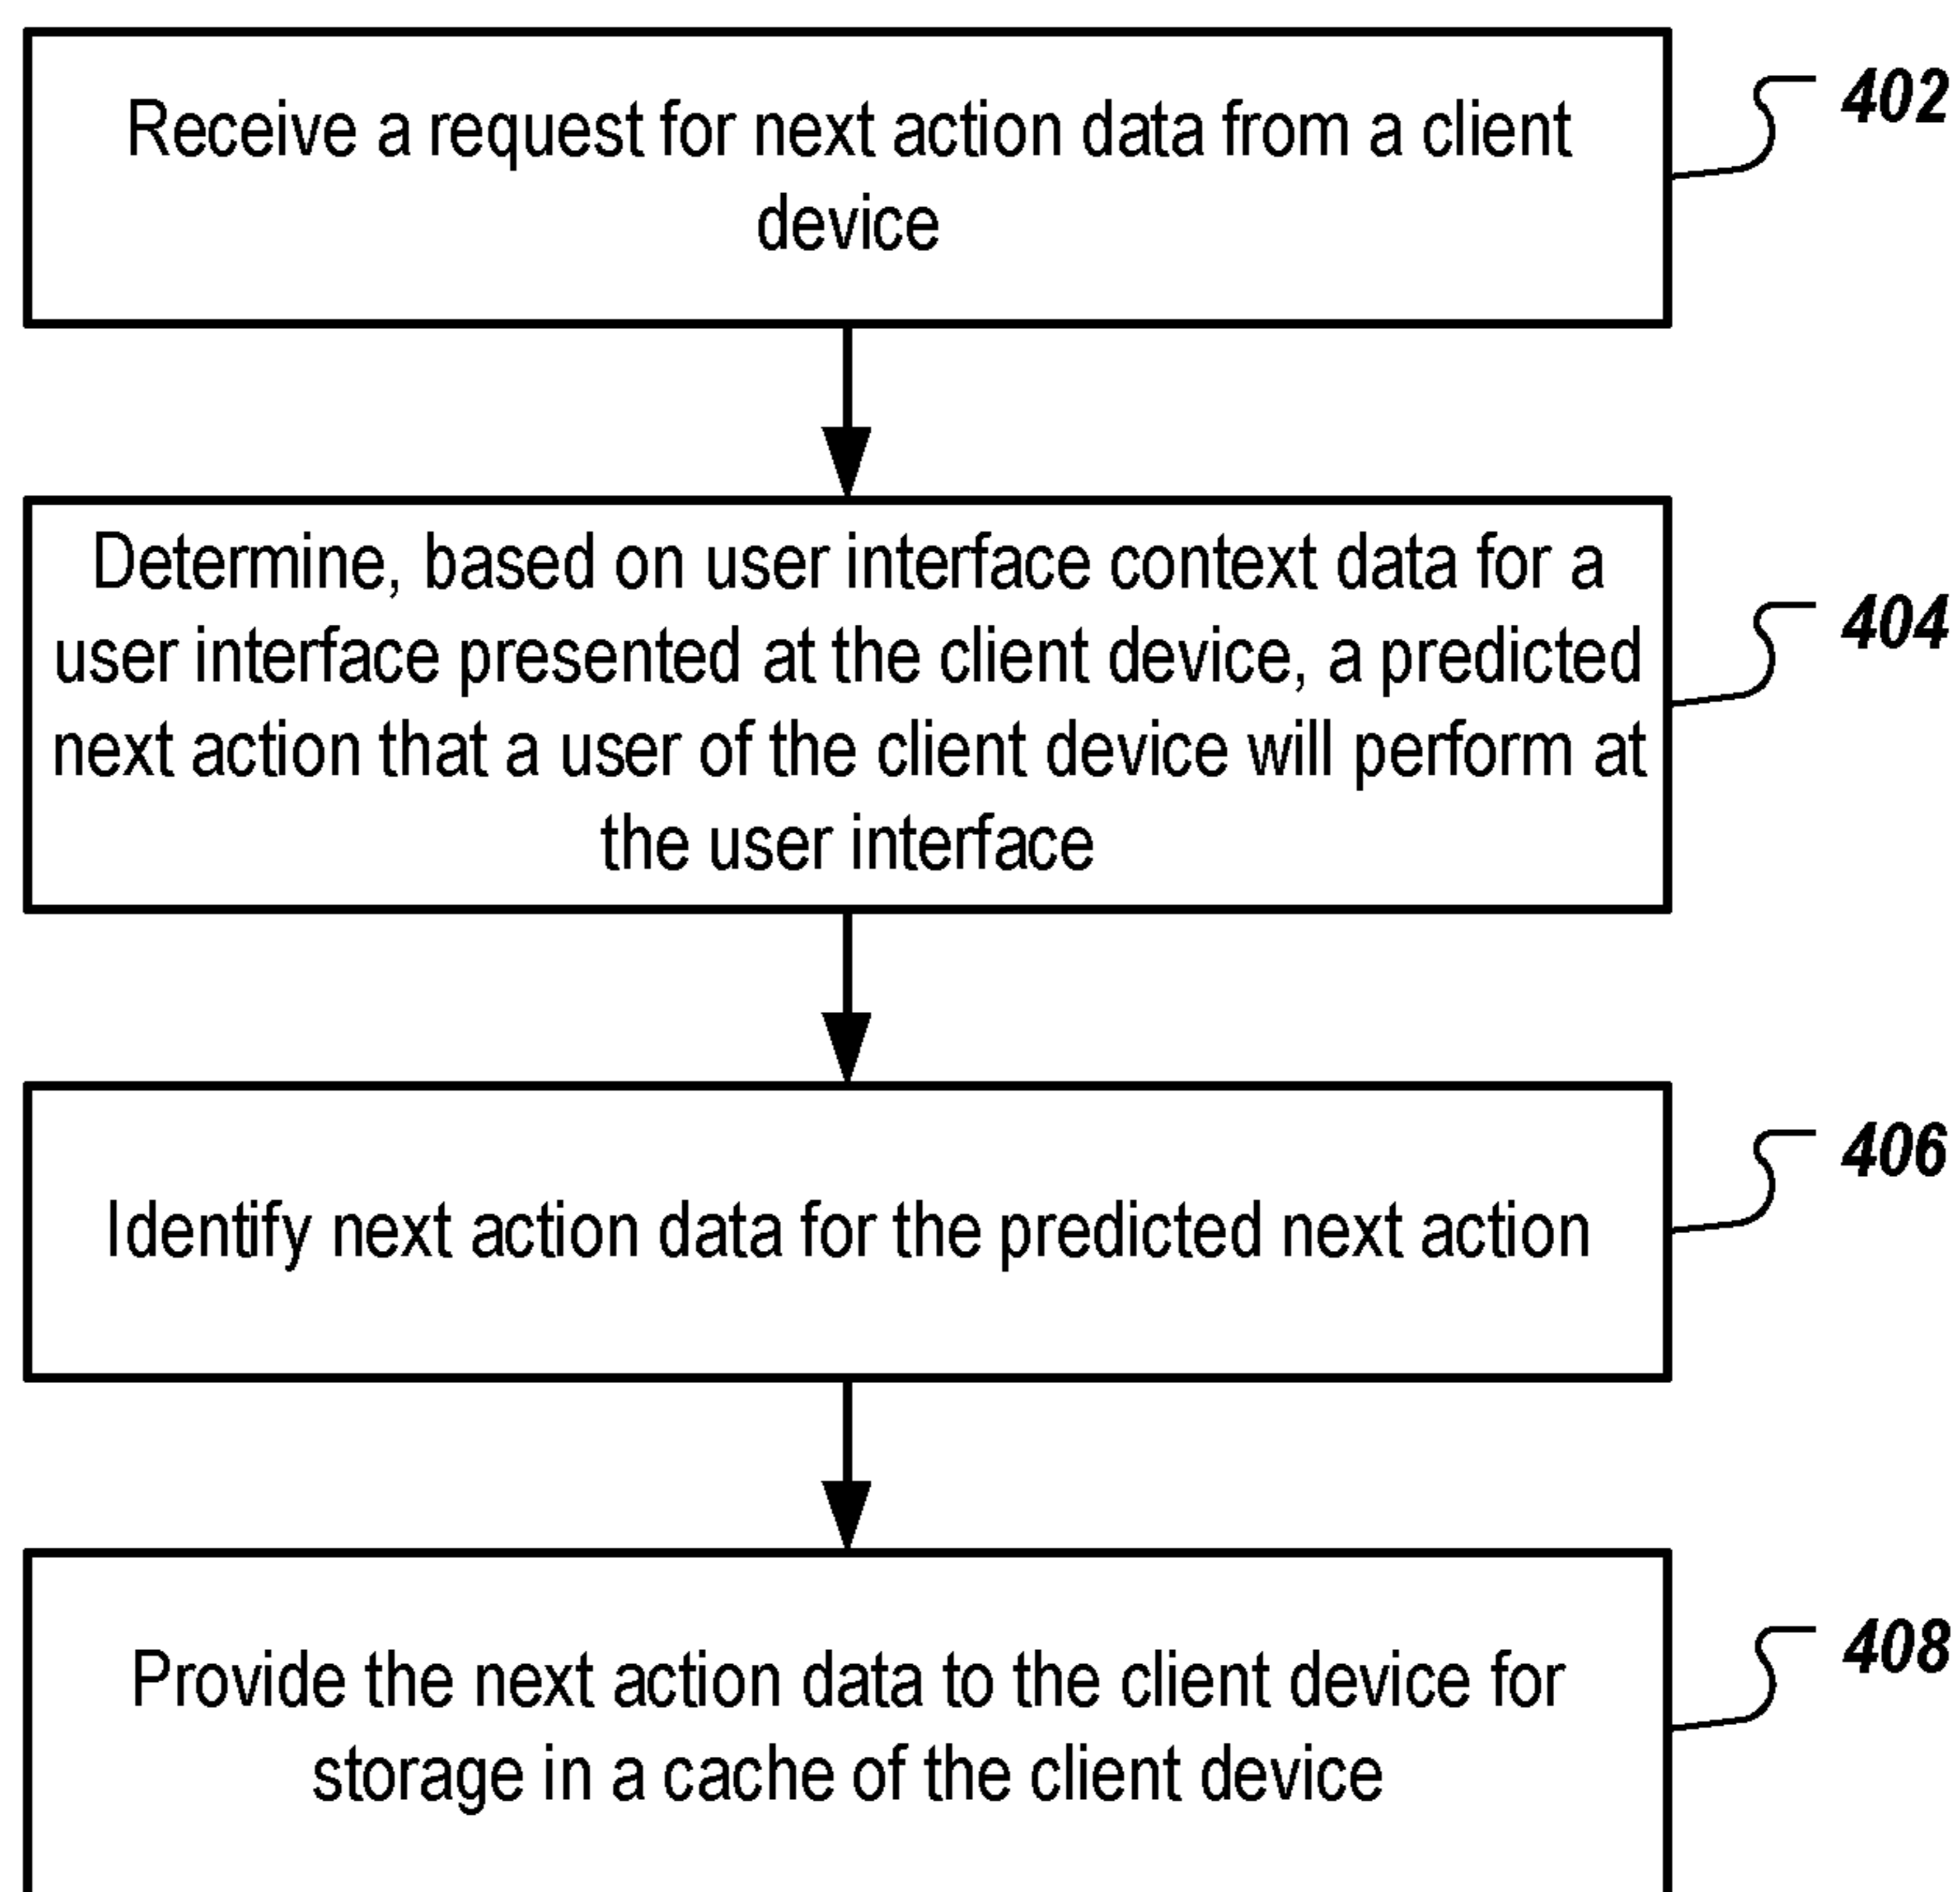 Receive a request for next action data from a client
device
402
Determine, based on user interface context data for a
user interface presented at the client device, a predicted
next action that a user of the client device will perform at
the user interface
404
Identify next action data for the predicted next action
406
Provide the next action data to the client device for
storage in a cache of the client device
408